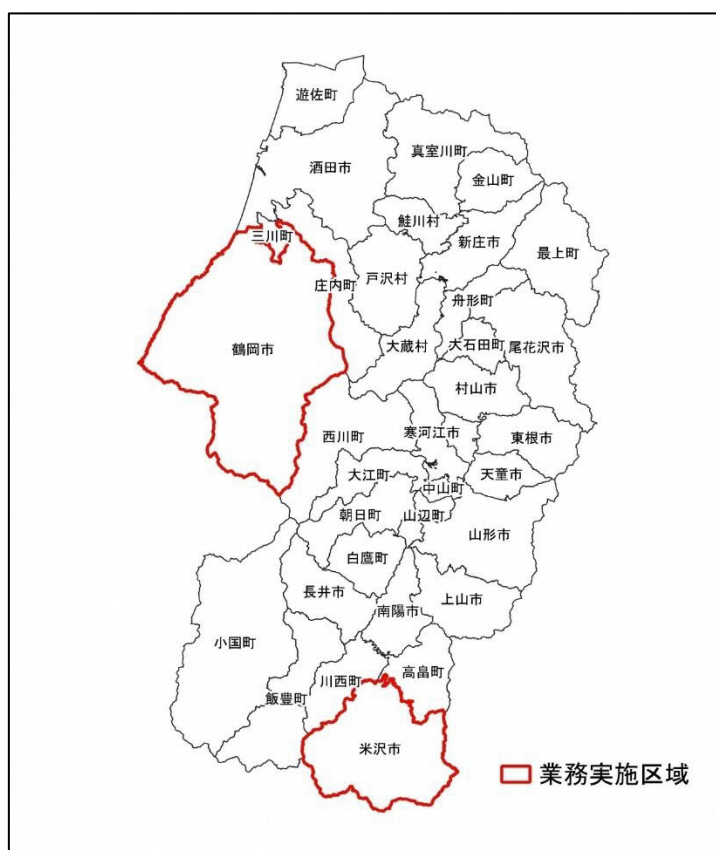 遊佐町
酒田市
真室川町
金山町
三川町
鮭川村
新庄市
最上町
庄内町
戸沢村
舟形町
鶴岡市
大蔵村
大石田町
尾花沢市
村山市
西川町
寒河江市
東根市
大江町
中山町
天童市
朝日町
山辺町
山形市
白鷹町
長井市
南陽市
上山市
小国町
飯豊町
川西町
高畠町
米沢市
業務実施区域